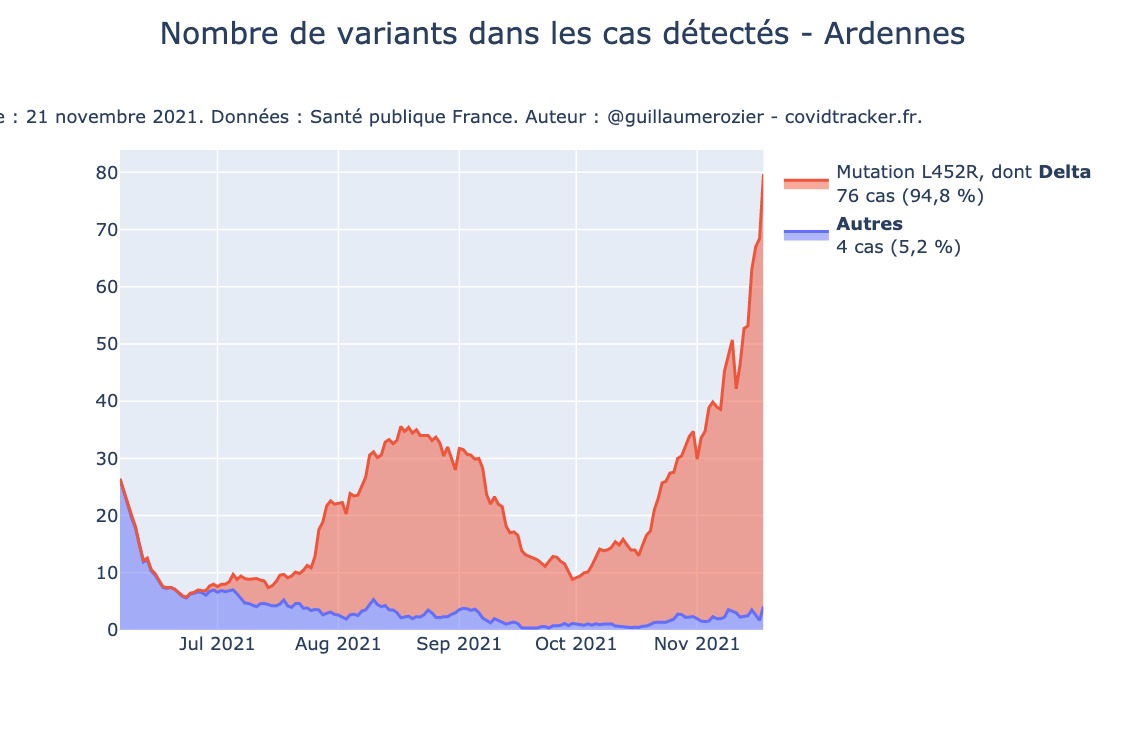 Nombre de variants dans les cas détectés - Ardennes
: 21 novembre 2021. Données : Santé publique France. Auteur : @guillaumerozier - covidtracker.fr.
80
70
60
50
40
30
20
10
0
Jul 2021 Aug 2021 Sep 2021 Oct 2021 Nov 2021
Mutation L452R, dont Delta
76 cas (94,8 %)
Autres
4 cas (5,2 %)